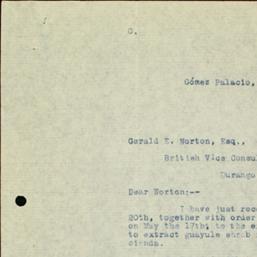 C.
Gómez Palacio,
Gerald E. Norton, Esq.,
British Vice Consu
Durango
Dear Norton:--
I have just rece
20th, together with order
on May the 17th; to the e
to extract guayule shrub
cienda.